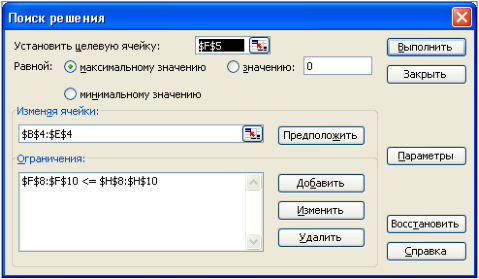 Поиск решения
Установить целевую ячейку: $F$5 Выполнить
Равной: максимальному значению значению: 0 Закрыть
минимальному значению
Изменяя ячейки:
$B$4:$E$4 Предположить
Параметры
Ограничения:
$F$8:$F$10 <= $H$8:$H$10 Добавить
Изменить
Удалить
Восстановить
Справка